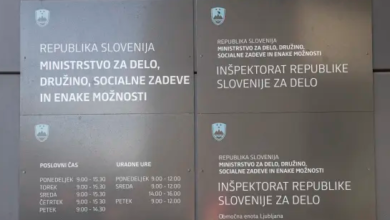 REPUBLIKA SLOVENIJA
MINISTRSTVO ZA DELO,
DRUŽINO, SOCIALNE ZADEVE
IN ENAKE MOŽNOSTI
REPUBLIKA SLOVENIJA
MINISTRSTVO ZA DELO, DRUŽINO,
SOCIALNE ZADEVE IN ENAKE MOŽNOSTI
INŠPEKTORAT REPUBLIKE
SLOVENIJE ZA DELO
POSLOVNI ČAS
PONEDELJEK 9.00 - 15.30
TOREK 9.00 - 15.30
SREDA 9.00 - 15.30
ČETRTEK 9.00 - 15.30
PETEK 9.00 - 14.30
URADNE URE
PONEDELJEK 9.00 - 12.00
SREDA 9.00 - 12.00
14.00 - 16.00
PETEK 9.00 - 12.00
REPUBLIKA SLOVENIJA
MINISTRSTVO ZA DELO, DRUŽINO,
SOCIALNE ZADEVE IN ENAKE MOŽNOSTI
INŠPEKTORAT REPUBLIKE
SLOVENIJE ZA DELO
Območna enota Ljubljana